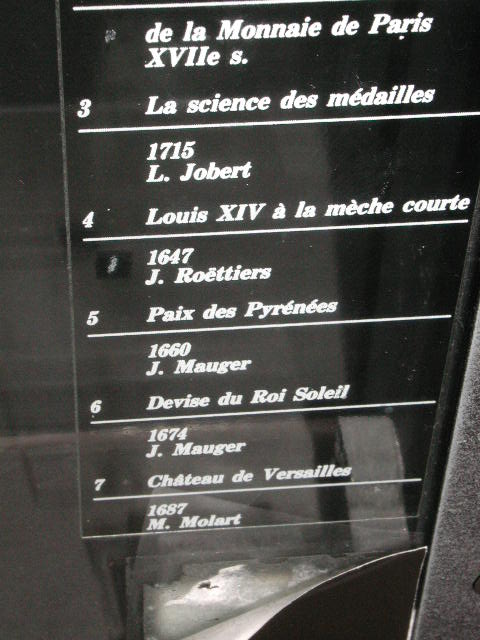 de la Monnaie de Paris
XVIIe s.
3 La science des médailles
1715
L. Jobert
4 Louis XIV à la mèche courte
1647
J. Roëttiers
5 Paix des Pyrénées
1660
J. Mauger
6 Devise du Roi Soleil
1674
J. Mauger
7 Château de Versailles
1687
M. Molart